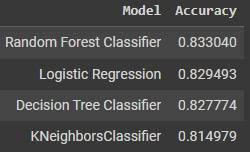 Model Accuracy
Random Forest Classifier 0.833040
Logistic Regression 0.829493
Decision Tree Classifier 0.827774
KNeighborsClassifier 0.814979